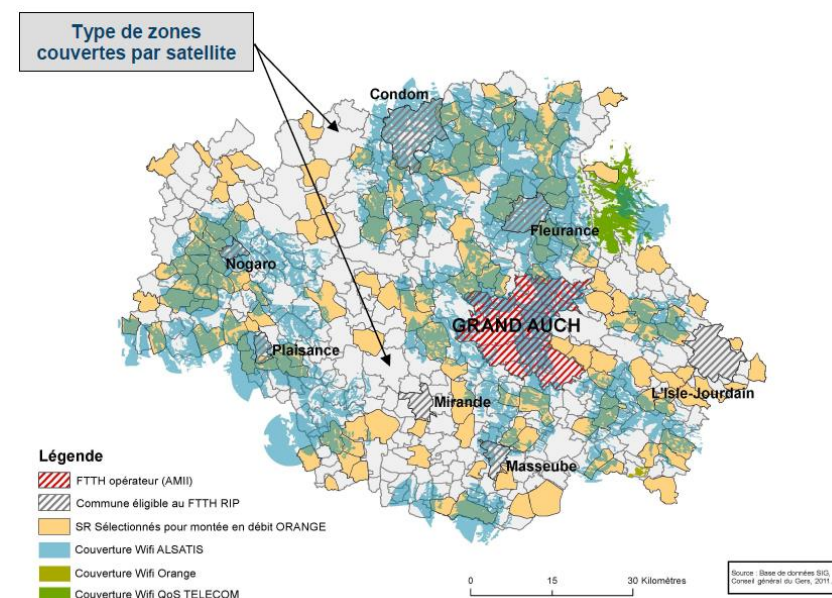 Type de zones
couvertes par satellite
Condom
Fleurance
Nogaro
GRAND AUCH
Plaisance
L'Isle-Jourdain
Mirande
Masseube
Légende
FTTH opérateur (AMII)
Commune éligible au FTTH RIP
SR Sélectionnés pour montée en débit ORANGE
Couverture Wifi ALSATIS
Couverture Wifi Orange
Couverture Wifi QoS TELECOM
0 15 30 Kilomètres
Source : Base de données SIG,
Conseil général du Gers, 2011.